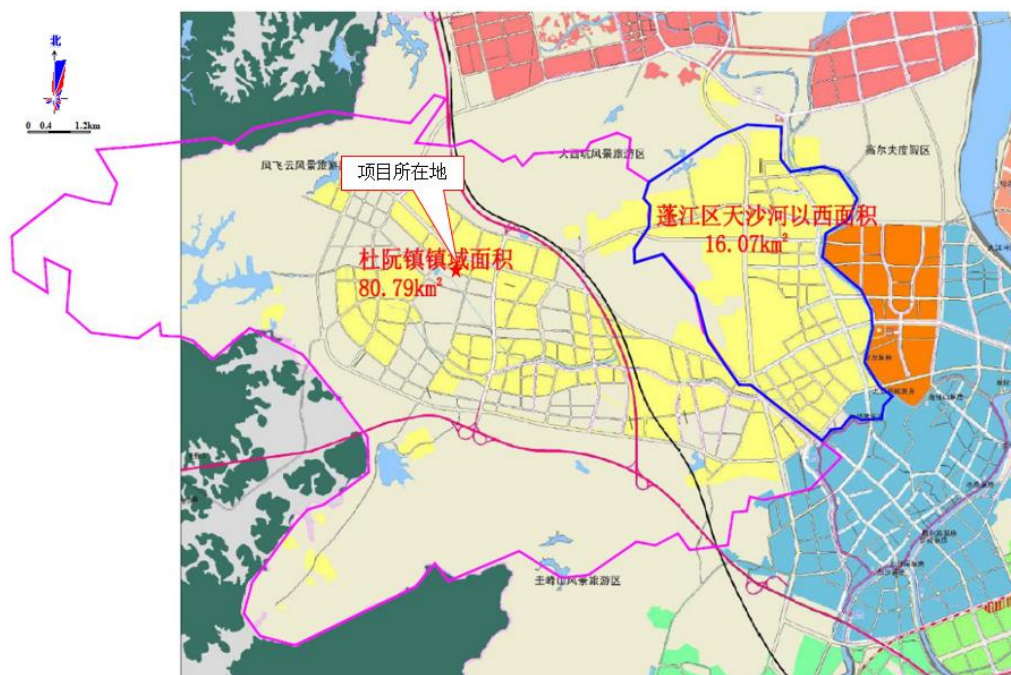 北
0 0.4 1.2km
凤飞云风景旅游
大西坑风景旅游区
高尔夫度假区
项目所在地
蓬江区天沙河以西面积
16.07km²
杜阮镇镇域面积
80.79km²
圭峰山风景旅游区